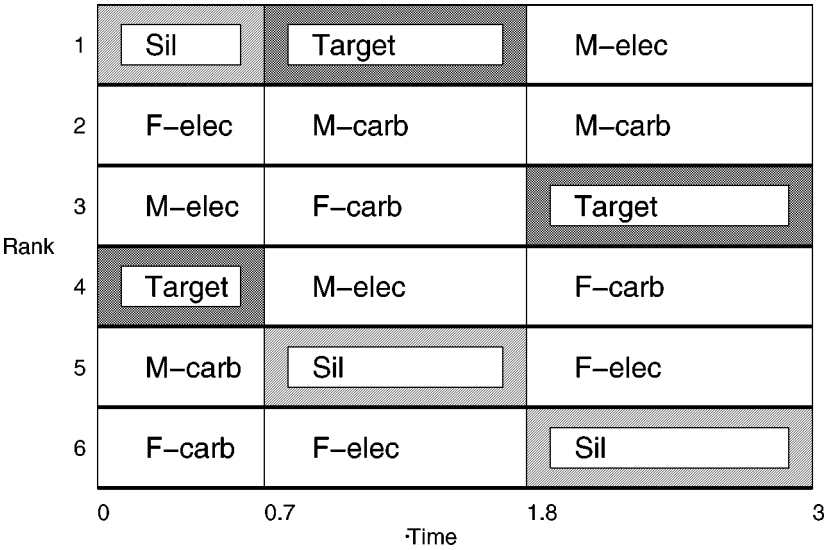 1 Sil Target M−elec
2 F−elec M−carb M−carb
3 M−elec F−carb Target
Rank
4 Target M−elec F−carb
5 M−carb Sil F−elec
6 F−carb F−elec Sil
0 0.7 1.8 3
Time